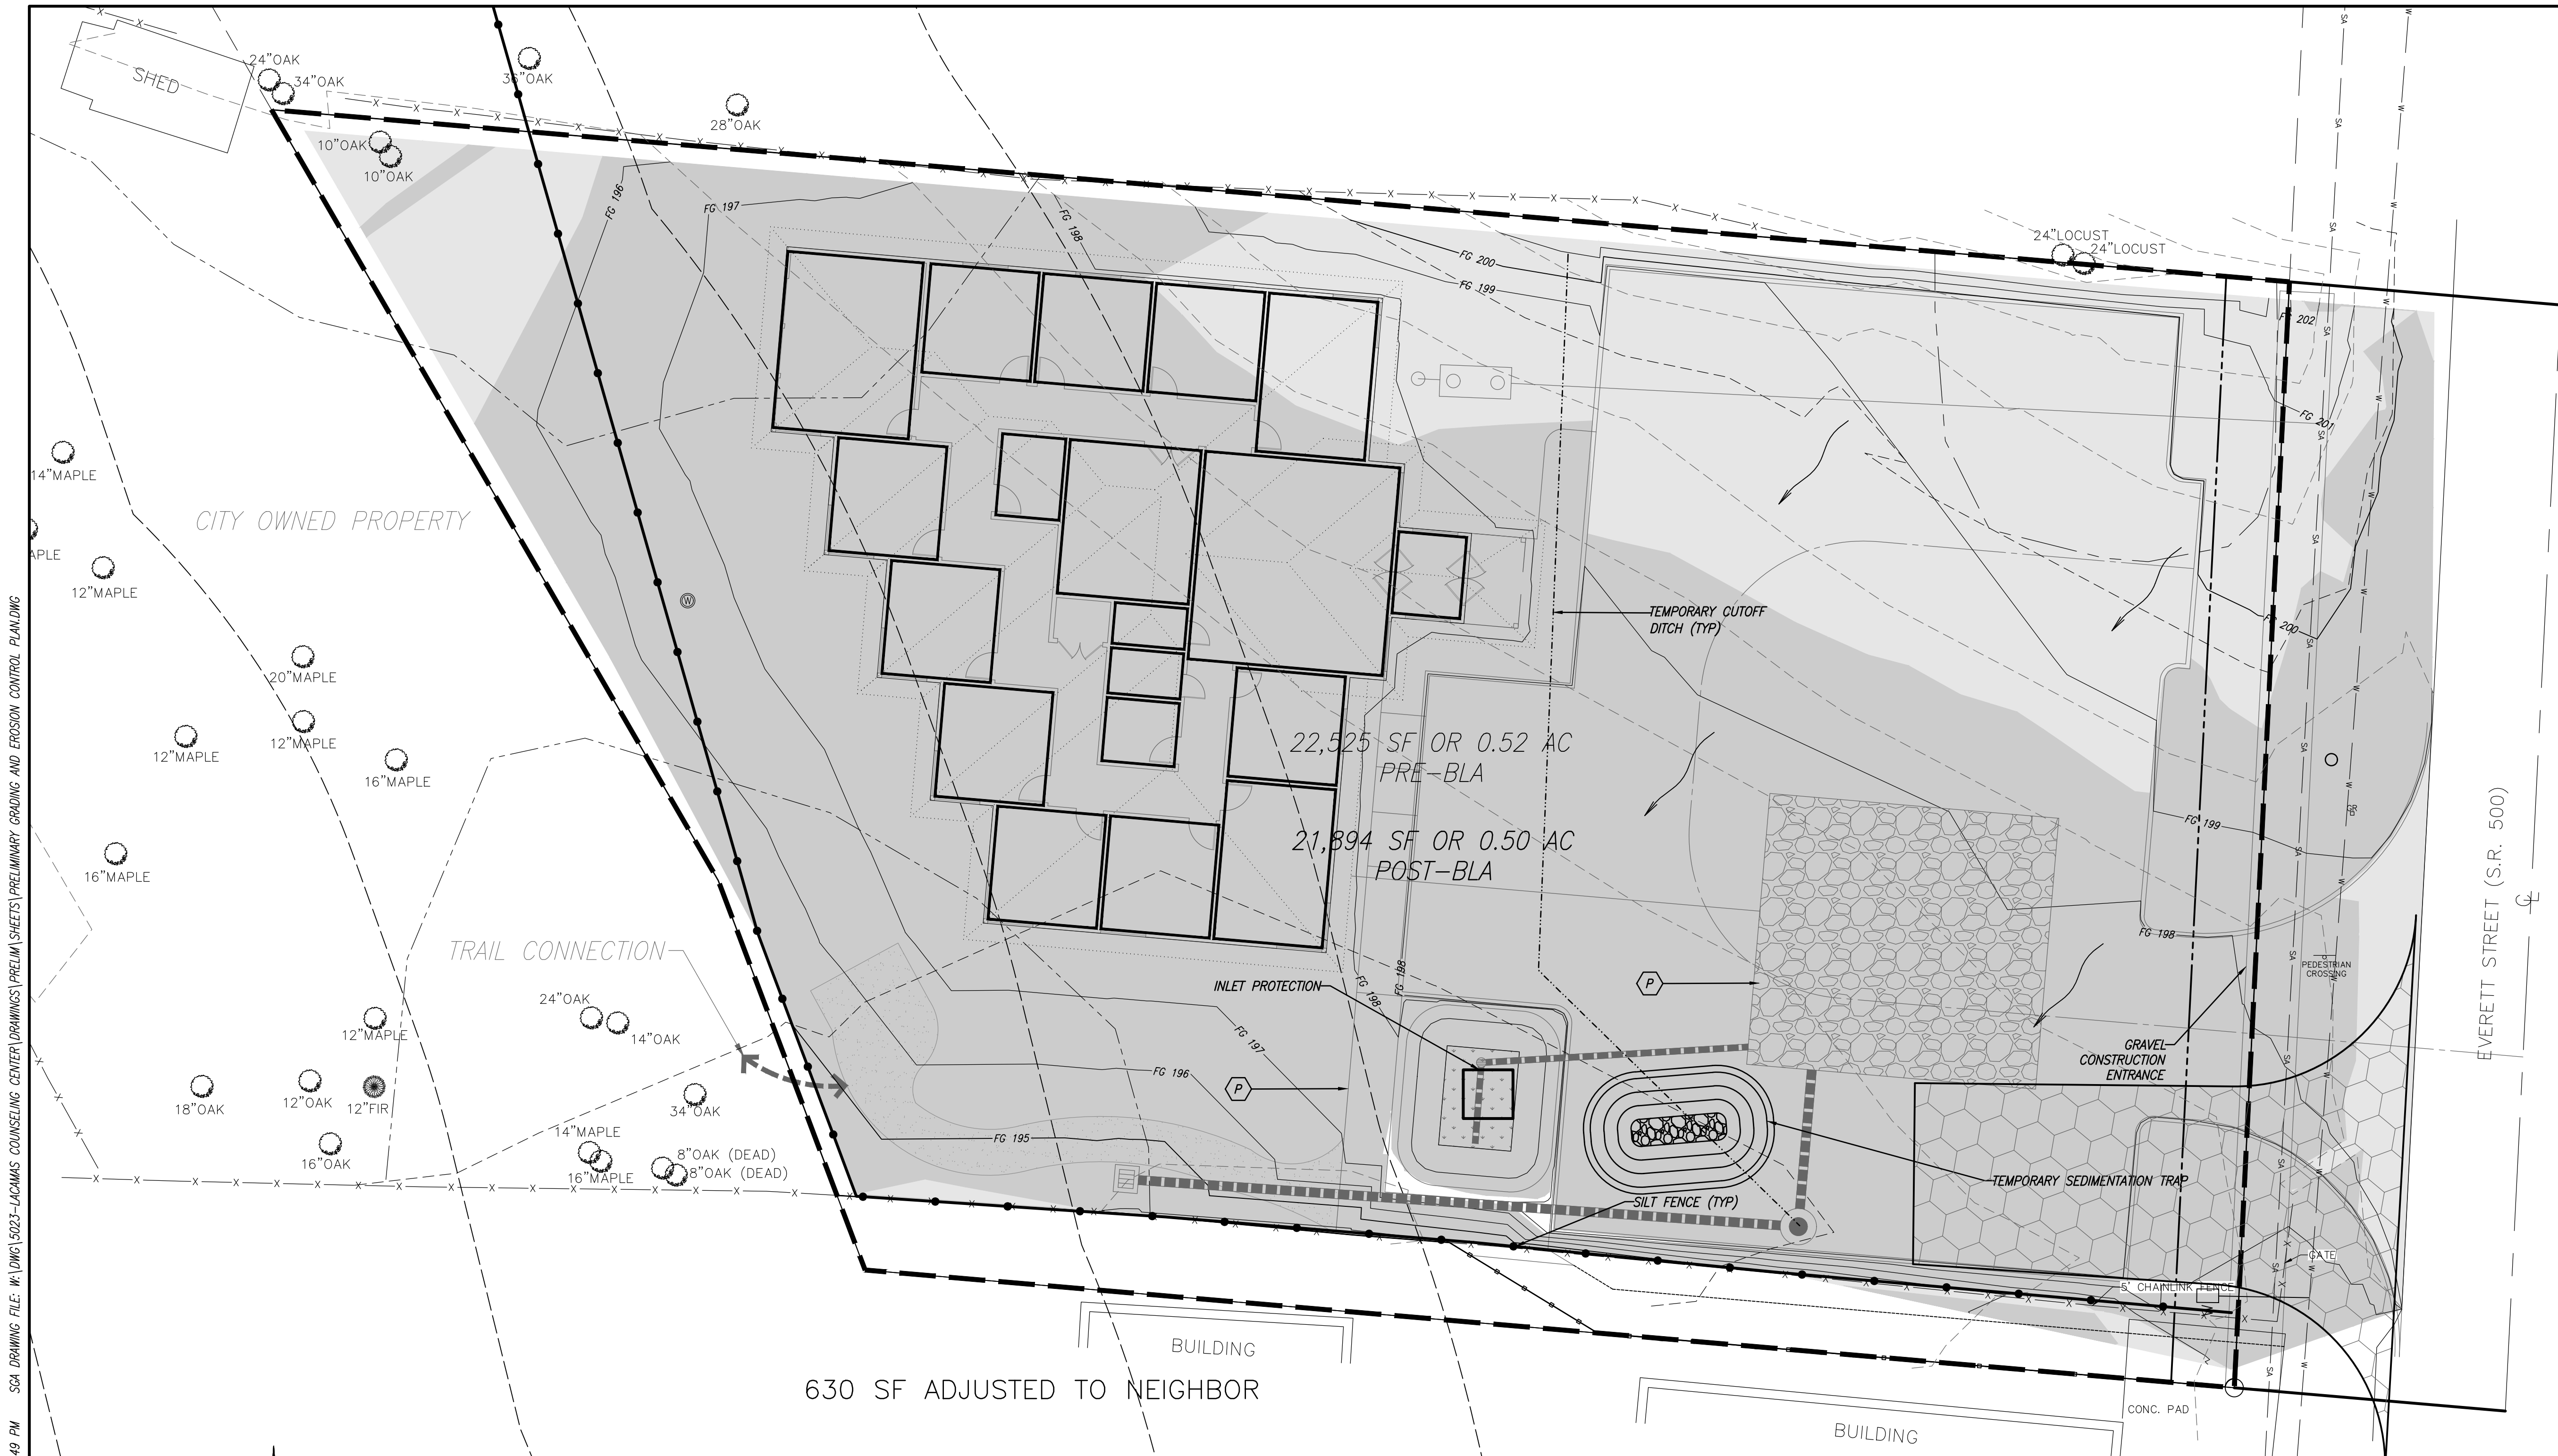 SHED
24"OAK
34"OAK
36"OAK
28"OAK
10"OAK
10"OAK
FG 196
FG 197
FG 198
FG 200
FG 199
24"LOCUST
24"LOCUST
FG 202
FG 201
FG 200
14"MAPLE
APLE
12"MAPLE
CITY OWNED PROPERTY
W
TEMPORARY CUTOFF
DITCH (TYP)
20"MAPLE
12"MAPLE
12"MAPLE
16"MAPLE
16"MAPLE
22,525 SF OR 0.52 AC
PRE-BLA
21,894 SF OR 0.50 AC
POST-BLA
FG 199
EVERETT STREET (S.R. 500)
CL
TRAIL CONNECTION
FG 198
PEDESTRIAN
CROSSING
INLET PROTECTION
P
FG 198
FG 198
24"OAK
14"OAK
12"MAPLE
FG 197
FG 196
P
GRAVEL
CONSTRUCTION
ENTRANCE
18"OAK
12"OAK
12"FIR
34"OAK
16"OAK
14"MAPLE
16"MAPLE
8"OAK (DEAD)
8"OAK (DEAD)
FG 195
TEMPORARY SEDIMENTATION TRAP
SILT FENCE (TYP)
GATE
5' CHAINLINK FENCE
BUILDING
630 SF ADJUSTED TO NEIGHBOR
CONC. PAD
BUILDING
49 PM SGA DRAWING FILE: W:\DWG\5023-LACAMAS COUNSELING CENTER\DRAWINGS\PRELIM\SHEETS\PRELIMINARY GRADING AND EROSION CONTROL PLAN.DWG